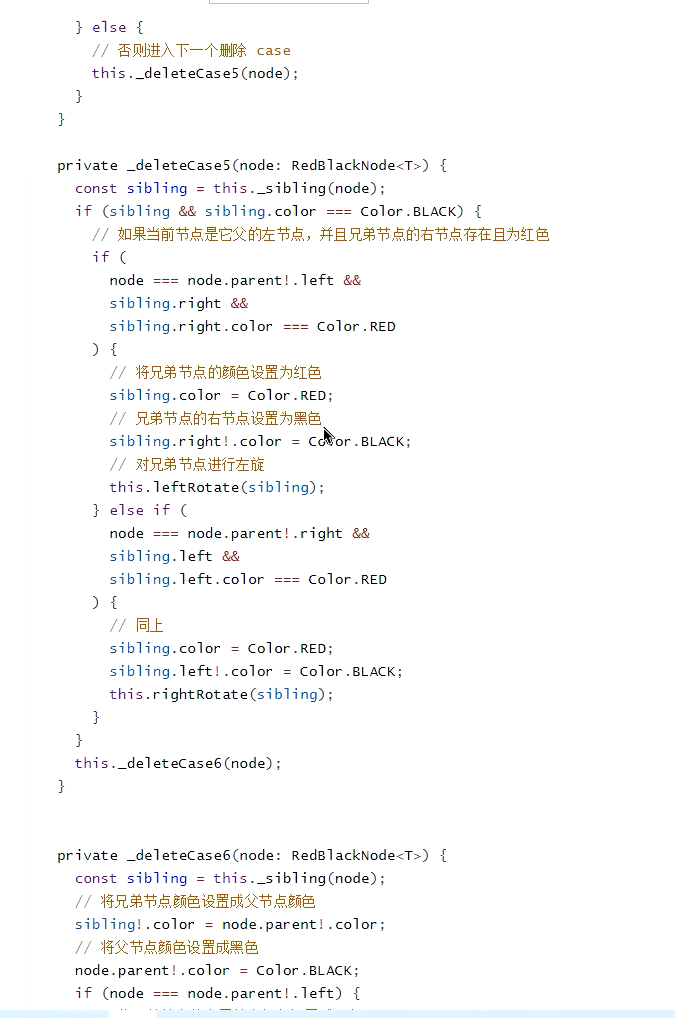 } else {
// 否则进入下一个删除 case
this._deleteCase5(node);
}
}
private _deleteCase5(node: RedBlackNode<T>) {
const sibling = this._sibling(node);
if (sibling && sibling.color === Color.BLACK) {
// 如果当前节点是它父的左节点，并且兄弟节点的右节点存在且为红色
if (
node === node.parent!.left &&
sibling.right &&
sibling.right.color === Color.RED
) {
// 将兄弟节点的颜色设置为红色
sibling.color = Color.RED;
// 兄弟节点的右节点设置为黑色
sibling.right!.color = Color.BLACK;
// 对兄弟节点进行左旋
this.leftRotate(sibling);
} else if (
node === node.parent!.right &&
sibling.left &&
sibling.left.color === Color.RED
) {
// 同上
sibling.color = Color.RED;
sibling.left!.color = Color.BLACK;
this.rightRotate(sibling);
}
}
this._deleteCase6(node);
}
private _deleteCase6(node: RedBlackNode<T>) {
const sibling = this._sibling(node);
// 将兄弟节点颜色设置成父节点颜色
sibling!.color = node.parent!.color;
// 将父节点颜色设置成黑色
node.parent!.color = Color.BLACK;
if (node === node.parent!.left) {